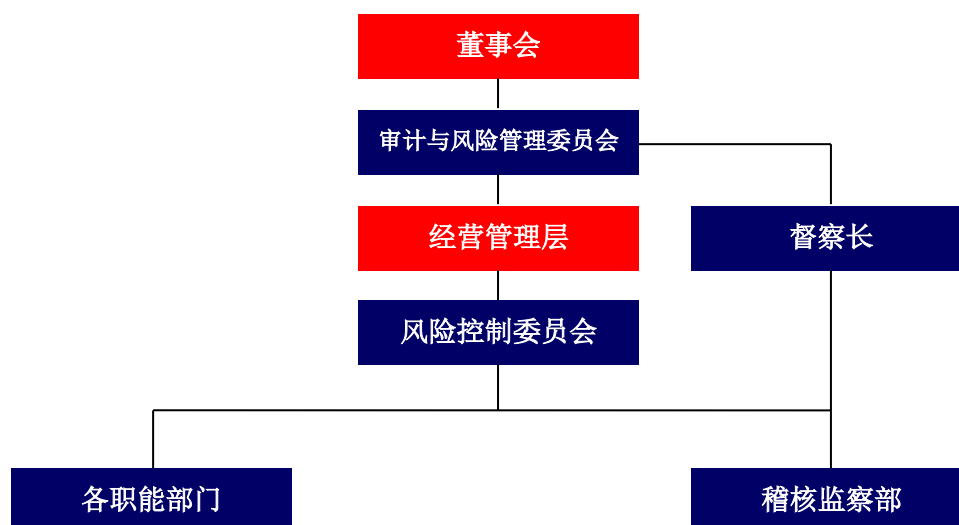 董事会
审计与风险管理委员会
经营管理层
督察长
风险控制委员会
各职能部门
稽核监察部